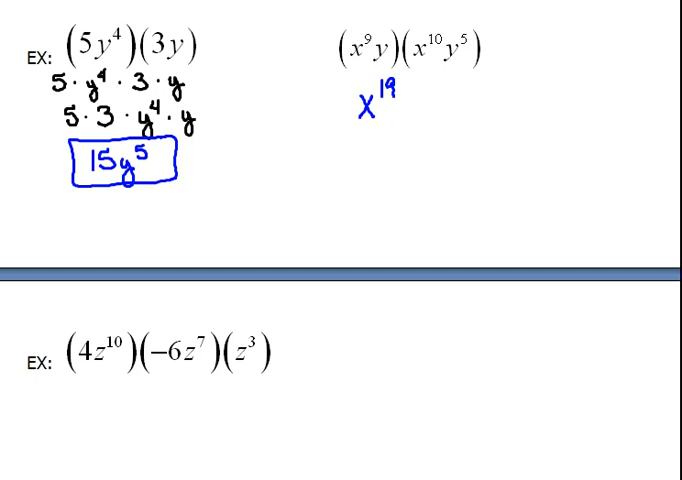 EX: (5y⁴)(3y)
(x⁹y)(x¹⁰y⁵)
5 · y⁴ · 3 · y
5 · 3 · y⁴ · y
15y⁵
x¹⁹
EX: (4z¹⁰)(−6z⁷)(z³)